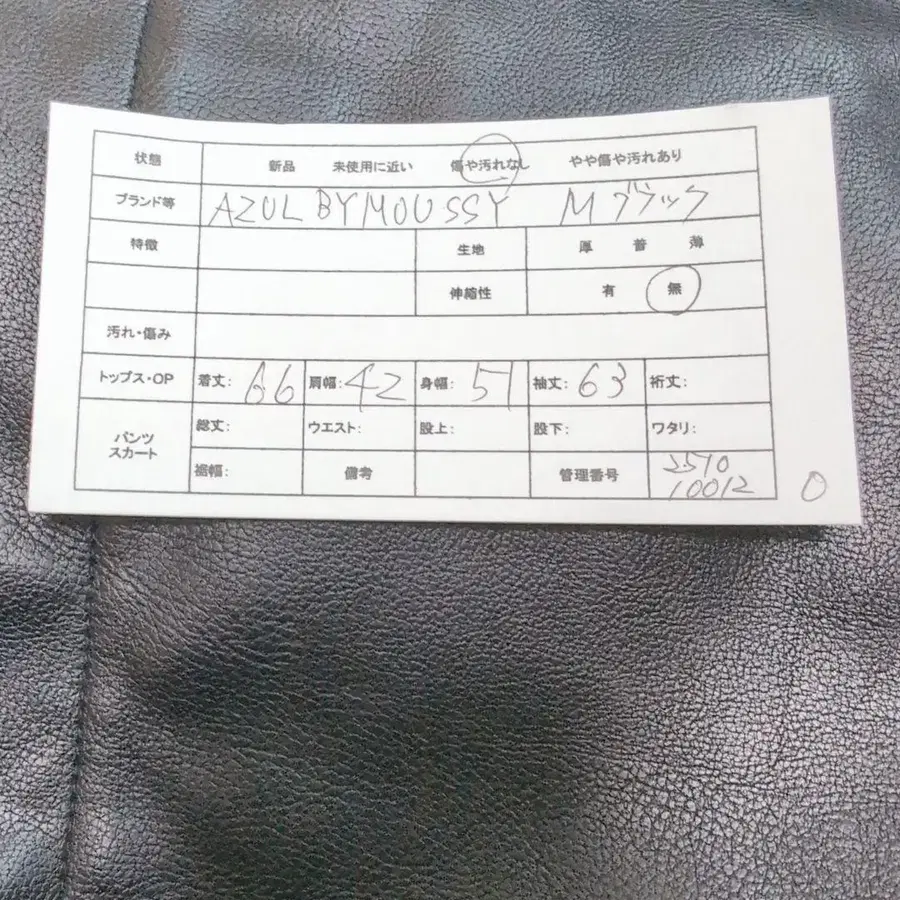 状態 新品 未使用に近い 傷や汚れなし やや傷や汚れあり
ブランド等 AZUL BY MOUSSY Mブラック
特徴 生地 厚 普 薄
伸縮性 有 無
汚れ・傷み
トップス・OP 着丈: 66 肩幅: 42 身幅: 51 袖丈: 63 裄丈:
パンツ スカート 総丈: ウエスト: 股上: 股下: ワタリ:
裾幅: 備考 管理番号 2510
10012 0